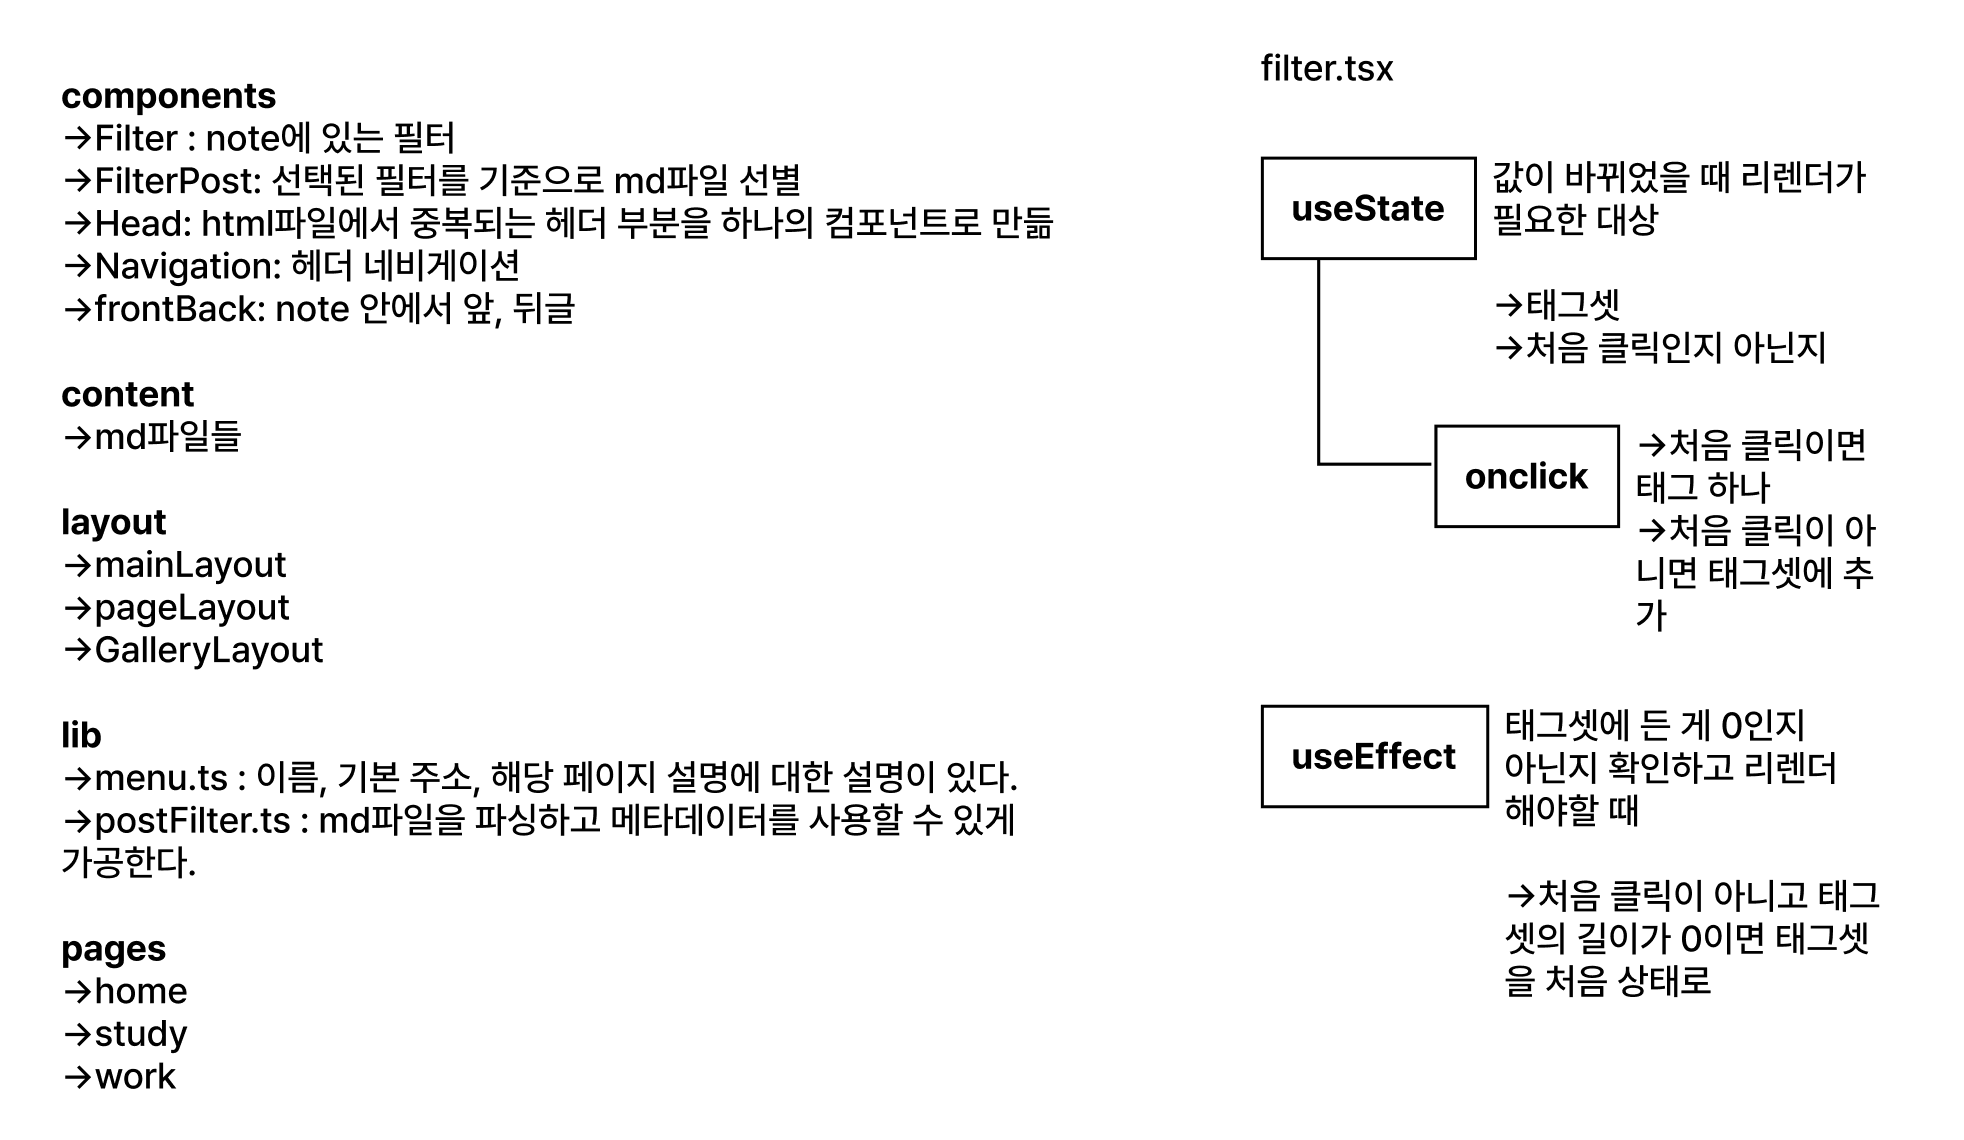 components
→Filter : note에 있는 필터
→FilterPost: 선택된 필터를 기준으로 md파일 선별
→Head: html파일에서 중복되는 헤더 부분을 하나의 컴포넌트로 만듦
→Navigation: 헤더 네비게이션
→frontBack: note 안에서 앞, 뒤글
content
→md파일들
layout
→mainLayout
→pageLayout
→GalleryLayout
lib
→menu.ts : 이름, 기본 주소, 해당 페이지 설명에 대한 설명이 있다.
→postFilter.ts : md파일을 파싱하고 메타데이터를 사용할 수 있게
가공한다.
pages
→home
→study
→work
filter.tsx
useState
값이 바뀌었을 때 리렌더가
필요한 대상
→태그셋
→처음 클릭인지 아닌지
onclick
→처음 클릭이면
태그 하나
→처음 클릭이 아
니면 태그셋에 추
가
useEffect
태그셋에 든 게 0인지
아닌지 확인하고 리렌더
해야할 때
→처음 클릭이 아니고 태그
셋의 길이가 0이면 태그셋
을 처음 상태로